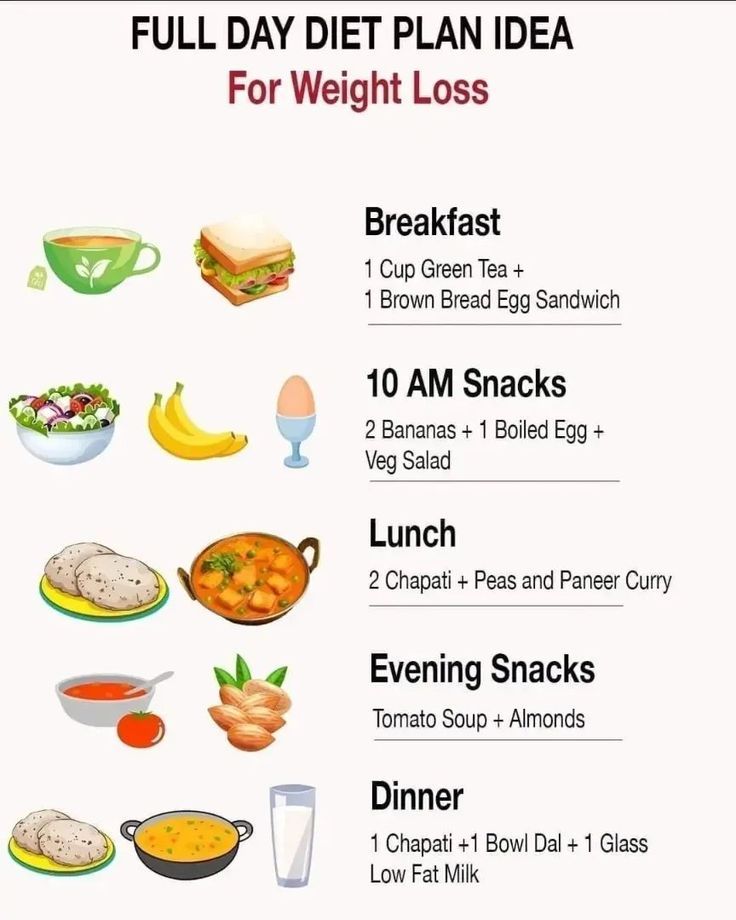 FULL DAY DIET PLAN IDEA
For Weight Loss
Breakfast
1 Cup Green Tea +
1 Brown Bread Egg Sandwich
10 AM Snacks
2 Bananas + 1 Boiled Egg +
Veg Salad
Lunch
2 Chapati + Peas and Paneer Curry
Evening Snacks
Tomato Soup + Almonds
Dinner
1 Chapati +1 Bowl Dal + 1 Glass
Low Fat Milk